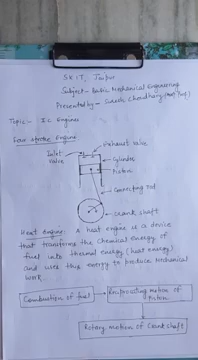 SKIT, Jaipur
Subject - Basic Mechanical Engineering
Presented by - Choudhary
Topic - IC Engines
Four stroke Engine
Exhaust valve
Inlet
valve
Cylinder
Piston
Connecting rod
Crank shaft
Heat Engine: A heat engine is a device
that transforms the chemical energy of
fuel into thermal energy (heat energy)
and uses this energy to produce mechanical
work.
Combustion of fuel
Reciprocating motion of
Piston
Rotary motion of Crank shaft